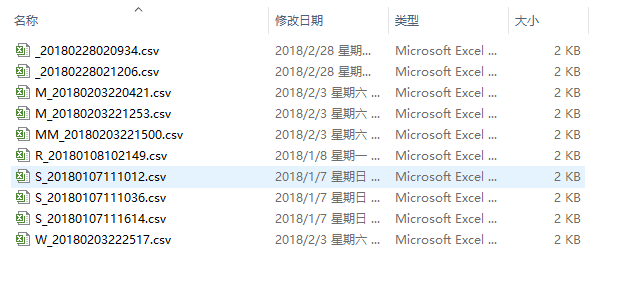 名称 修改日期 类型 大小
_20180228020934.csv 2018/2/28 星期... Microsoft Excel ... 2 KB
_20180228021206.csv 2018/2/28 星期... Microsoft Excel ... 2 KB
M_20180203220421.csv 2018/2/3 星期六 ... Microsoft Excel ... 2 KB
M_20180203221253.csv 2018/2/3 星期六 ... Microsoft Excel ... 2 KB
MM_20180203221500.csv 2018/2/3 星期六 ... Microsoft Excel ... 2 KB
R_20180108102149.csv 2018/1/8 星期一 ... Microsoft Excel ... 2 KB
S_20180107111012.csv 2018/1/7 星期日 ... Microsoft Excel ... 2 KB
S_20180107111036.csv 2018/1/7 星期日 ... Microsoft Excel ... 2 KB
S_20180107111614.csv 2018/1/7 星期日 ... Microsoft Excel ... 2 KB
W_20180203222517.csv 2018/2/3 星期六 ... Microsoft Excel ... 2 KB